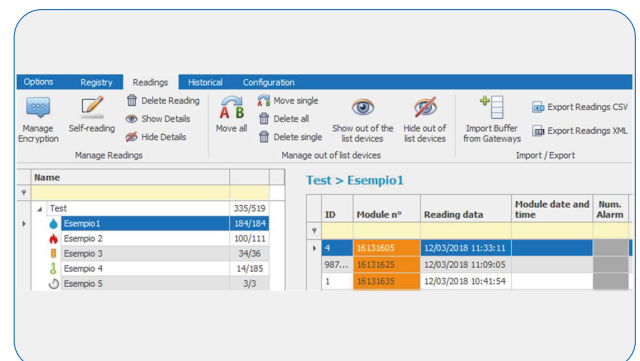 Options Registry Readings Historical Configuration
Manage Encryption
Self-reading
Delete Reading
Show Details
Hide Details
Manage Readings
Move all
Move single
Delete all
Delete single
Show out of the list devices
Hide out of list devices
Manage out of list devices
Import Buffer from Gateways
Export Readings CSV
Export Readings XML
Import / Export
Name
Test 335/519
Esempio1 184/184
Esempio 2 100/111
Esempio 3 34/36
Esempio 4 14/185
Esempio 5 3/3
Test > Esempio1
ID Module n° Reading data Module date and time Num. Alarm
4 16131605 12/03/2018 11:33:11
987... 16131625 12/03/2018 11:09:05
1 16131635 12/03/2018 10:41:54